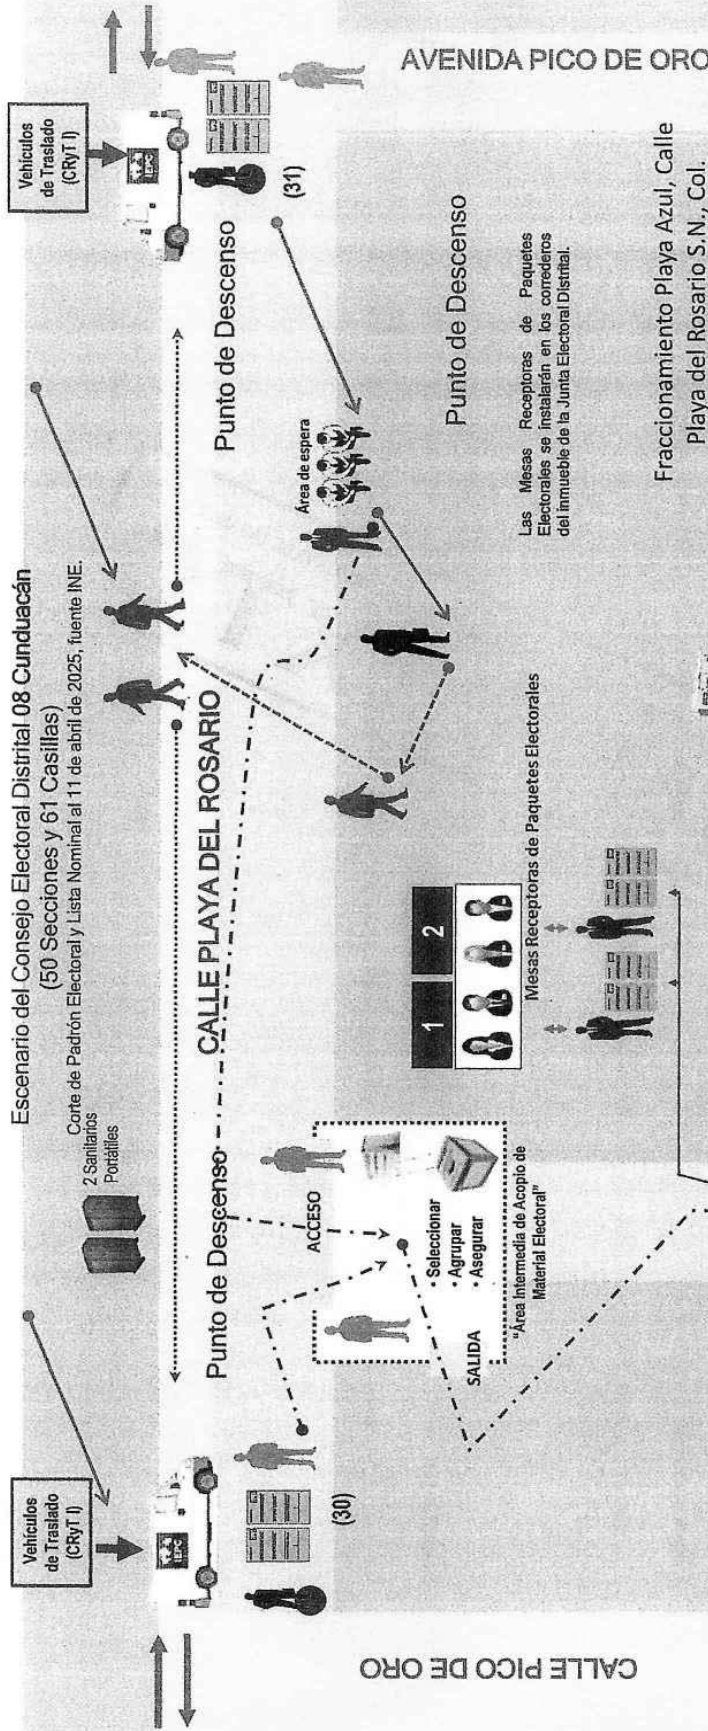 Escenario del Consejo Electoral Distrital 08 Cunduacán
(50 Secciones y 61 Casillas)
Corte de Padrón Electoral y Lista Nominal al 11 de abril de 2025, fuente INE.
Vehículos
de Traslado
(CRyT I)
2 Sanitarios
Portátiles
Vehículos
de Traslado
(CRyT I)
IEPC
CALLE PLAYA DEL ROSARIO
Punto de Descenso
Punto de Descenso
(30)
(31)
ACCESO
• Seleccionar
• Agrupar
• Asegurar
SALIDA
"Área Intermedia de Acopio de
Material Electoral"
Área de espera
1
2
Mesas Receptoras de Paquetes Electorales
Punto de Descenso
Las Mesas Receptoras de Paquetes
Electorales se instalarán en los correderos
del inmueble de la Junta Electoral Distrital.
CALLE PICO DE ORO
AVENIDA PICO DE ORO
Fraccionamiento Playa Azul, Calle
Playa del Rosario S.N., Col.